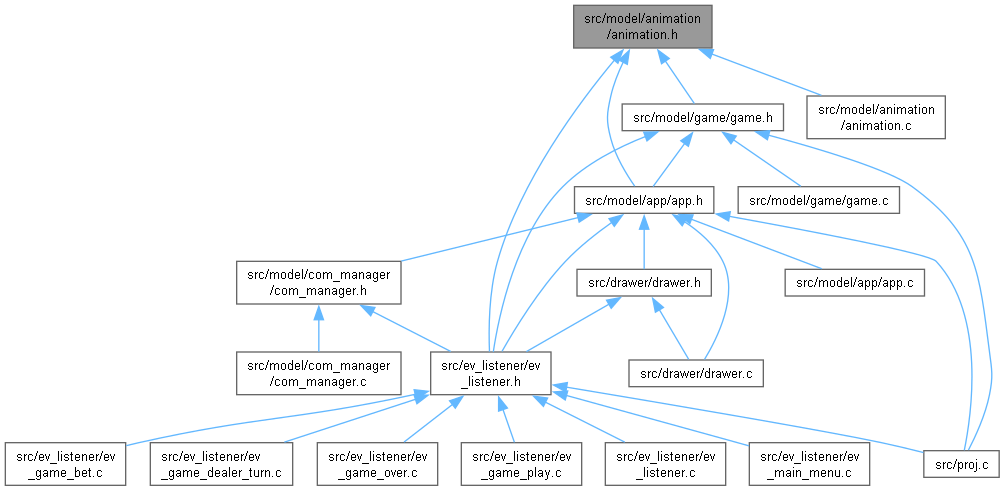 src/model/animation
/animation.h
src/model/game/game.h
src/model/animation
/animation.c
src/model/app/app.h
src/model/game/game.c
src/model/com_manager
/com_manager.h
src/drawer/drawer.h
src/model/app/app.c
src/model/com_manager
/com_manager.c
src/ev_listener/ev
_listener.h
src/drawer/drawer.c
src/ev_listener/ev
_game_bet.c
src/ev_listener/ev
_game_dealer_turn.c
src/ev_listener/ev
_game_over.c
src/ev_listener/ev
_game_play.c
src/ev_listener/ev
_listener.c
src/ev_listener/ev
_main_menu.c
src/proj.c